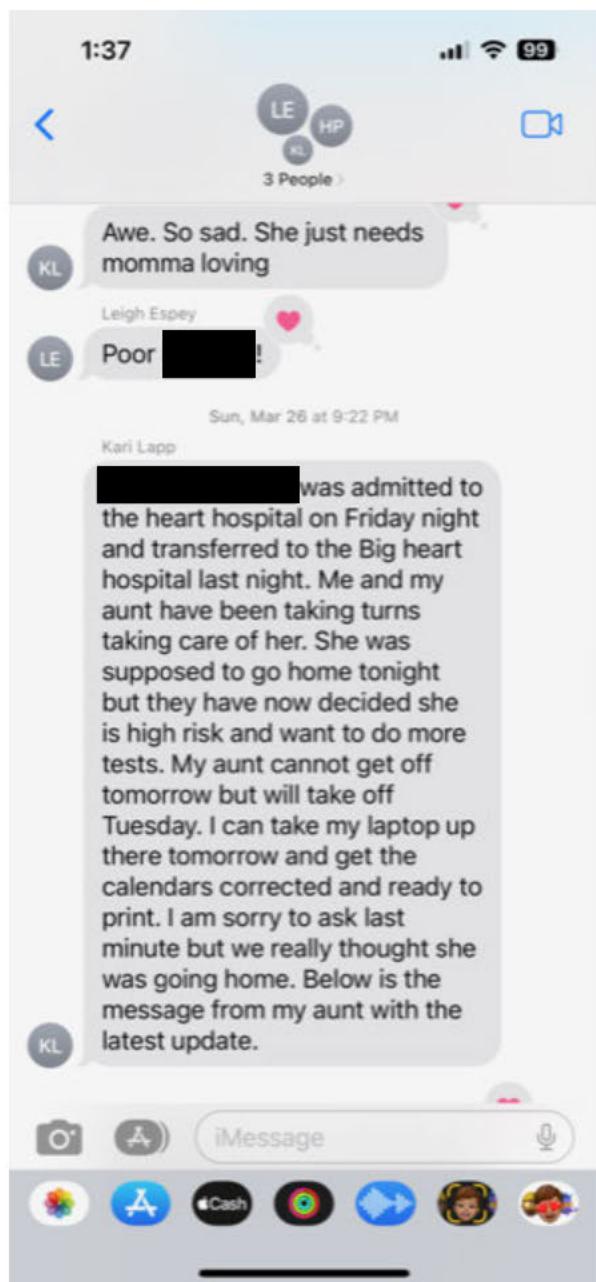 1:37
99
LE
HP
KL
3 People >
Awe. So sad. She just needs
momma loving
KL
Leigh Espey
Poor !
LE
Sun, Mar 26 at 9:22 PM
Kari Lapp
was admitted to
the heart hospital on Friday night
and transferred to the Big heart
hospital last night. Me and my
aunt have been taking turns
taking care of her. She was
supposed to go home tonight
but they have now decided she
is high risk and want to do more
tests. My aunt cannot get off
tomorrow but will take off
Tuesday. I can take my laptop up
there tomorrow and get the
calendars corrected and ready to
print. I am sorry to ask last
minute but we really thought she
was going home. Below is the
message from my aunt with the
latest update.
KL
iMessage
Cash